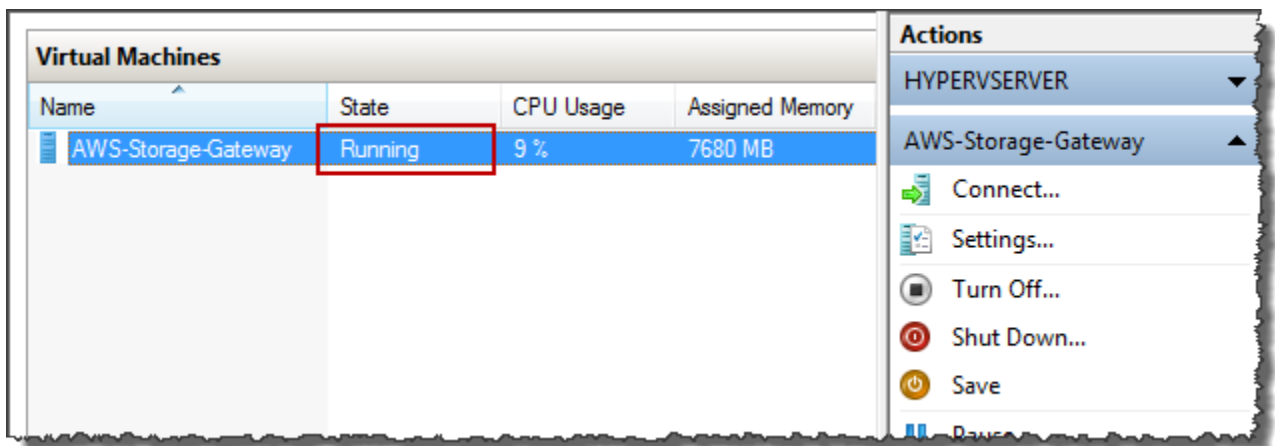 Virtual Machines
Name State CPU Usage Assigned Memory
AWS-Storage-Gateway Running 9 % 7680 MB
Actions
HYPERVSERVER
AWS-Storage-Gateway
Connect...
Settings...
Turn Off...
Shut Down...
Save
Pause